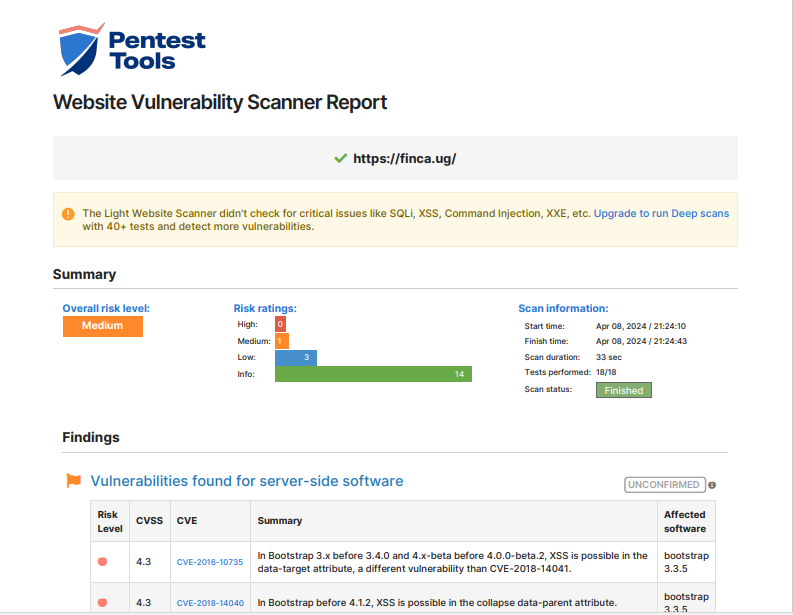 Pentest
Tools
Website Vulnerability Scanner Report
https://finca.ug/
The Light Website Scanner didn't check for critical issues like SQLi, XSS, Command Injection, XXE, etc. Upgrade to run Deep scans
with 40+ tests and detect more vulnerabilities.
Summary
Overall risk level:
Medium
Risk ratings:
High: 0
Medium: 1
Low: 3
Info: 14
Scan information:
Start time: Apr 08, 2024 / 21:24:10
Finish time: Apr 08, 2024 / 21:24:43
Scan duration: 33 sec
Tests performed: 18/18
Scan status: Finished
Findings
Vulnerabilities found for server-side software
UNCONFIRMED
Risk Level CVSS CVE Summary Affected software
4.3 CVE-2016-10735 In Bootstrap 3.x before 3.4.0 and 4.x-beta before 4.0.0-beta.2, XSS is possible in the
data-target attribute, a different vulnerability than CVE-2018-14041. bootstrap 3.3.5
4.3 CVE-2018-14040 In Bootstrap before 4.1.2, XSS is possible in the collapse data-parent attribute. bootstrap 3.3.5